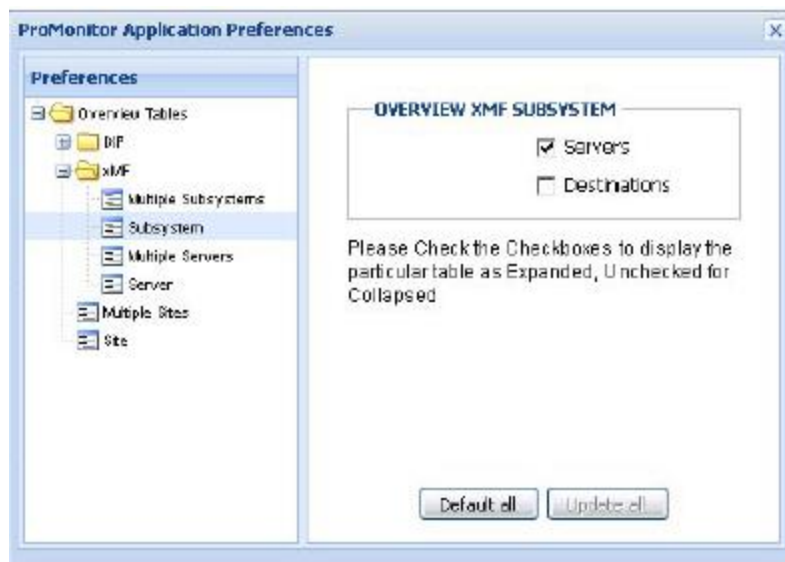 ProMonitor Application Preferences
Preferences
Overview Tables
DIP
xMF
Multiple Subsystems
Subsystem
Multiple Servers
Server
Multiple Sites
Site
OVERVIEW XMF SUBSYSTEM
Servers
Destinations
Please Check the Checkboxes to display the
particular table as Expanded, Unchecked for
Collapsed
Default all
Update all